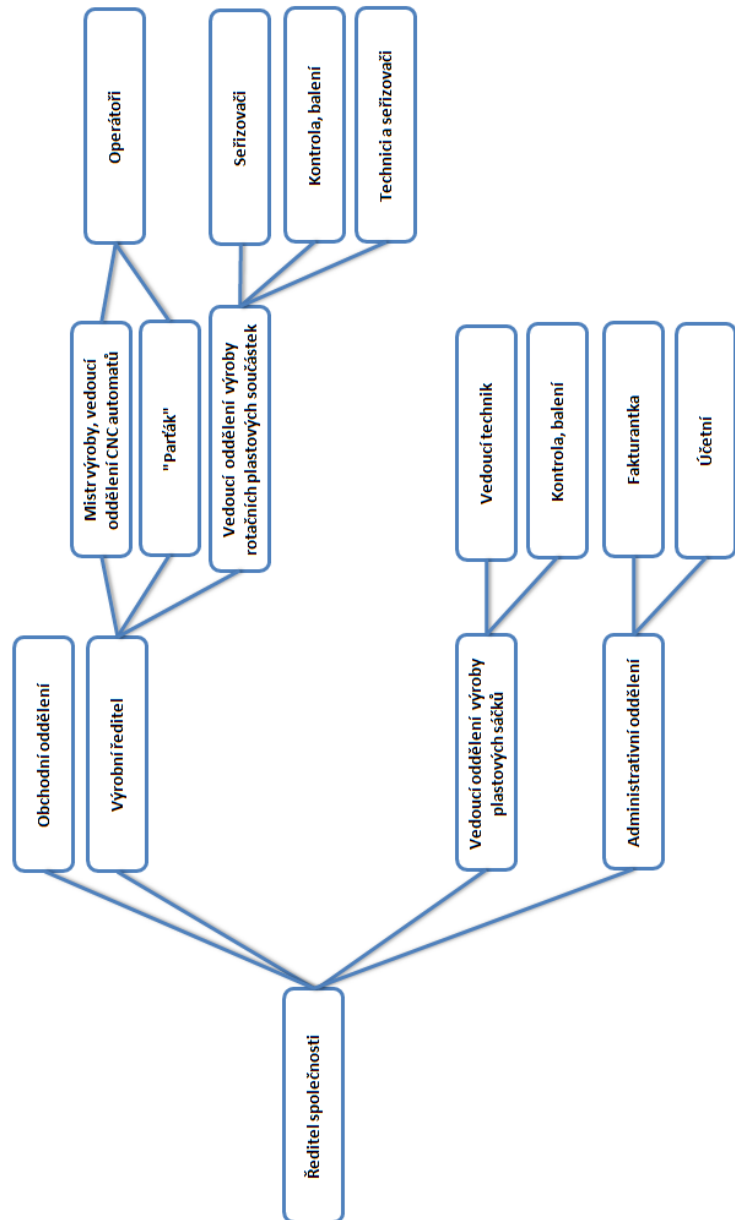 Ředitel společnosti
Obchodní oddělení
Výrobní ředitel
Vedoucí oddělení výroby
plastových sáčků
Administrativní oddělení
Mistr výroby, vedoucí
oddělení CNC automatů
"Parťák"
Vedoucí oddělení výroby
rotačních plastových součástek
Vedoucí technik
Kontrola, balení
Fakturantka
Účetní
Operátoři
Seřizovači
Kontrola, balení
Technici a seřizovači